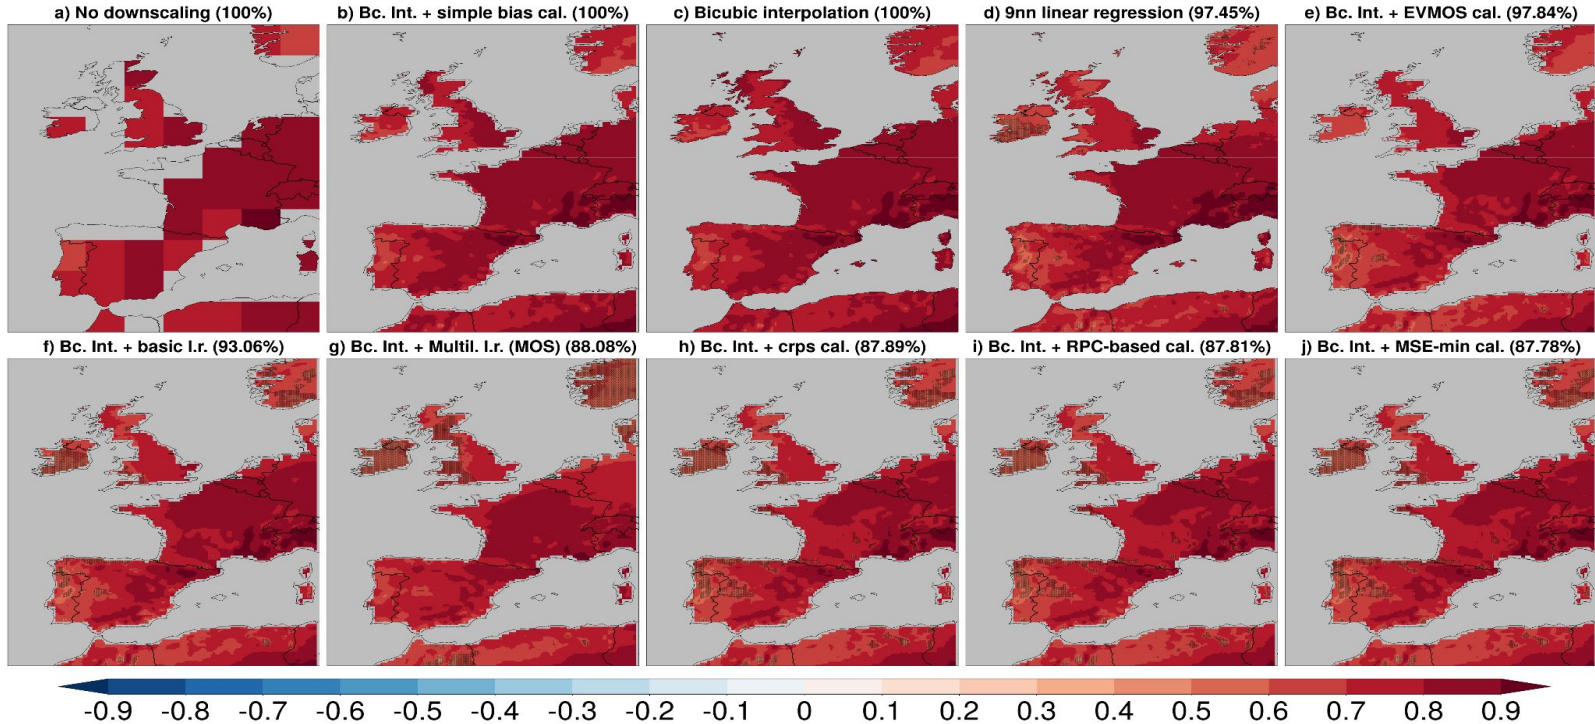 a) No downscaling (100%)
b) Bc. Int. + simple bias cal. (100%)
c) Bicubic interpolation (100%)
d) 9nn linear regression (97.45%)
e) Bc. Int. + EVMOS cal. (97.84%)
f) Bc. Int. + basic l.r. (93.06%)
g) Bc. Int. + Multil. l.r. (MOS) (88.08%)
h) Bc. Int. + crps cal. (87.89%)
i) Bc. Int. + RPC-based cal. (87.81%)
j) Bc. Int. + MSE-min cal. (87.78%)
-0.9 -0.8 -0.7 -0.6 -0.5 -0.4 -0.3 -0.2 -0.1 0 0.1 0.2 0.3 0.4 0.5 0.6 0.7 0.8 0.9